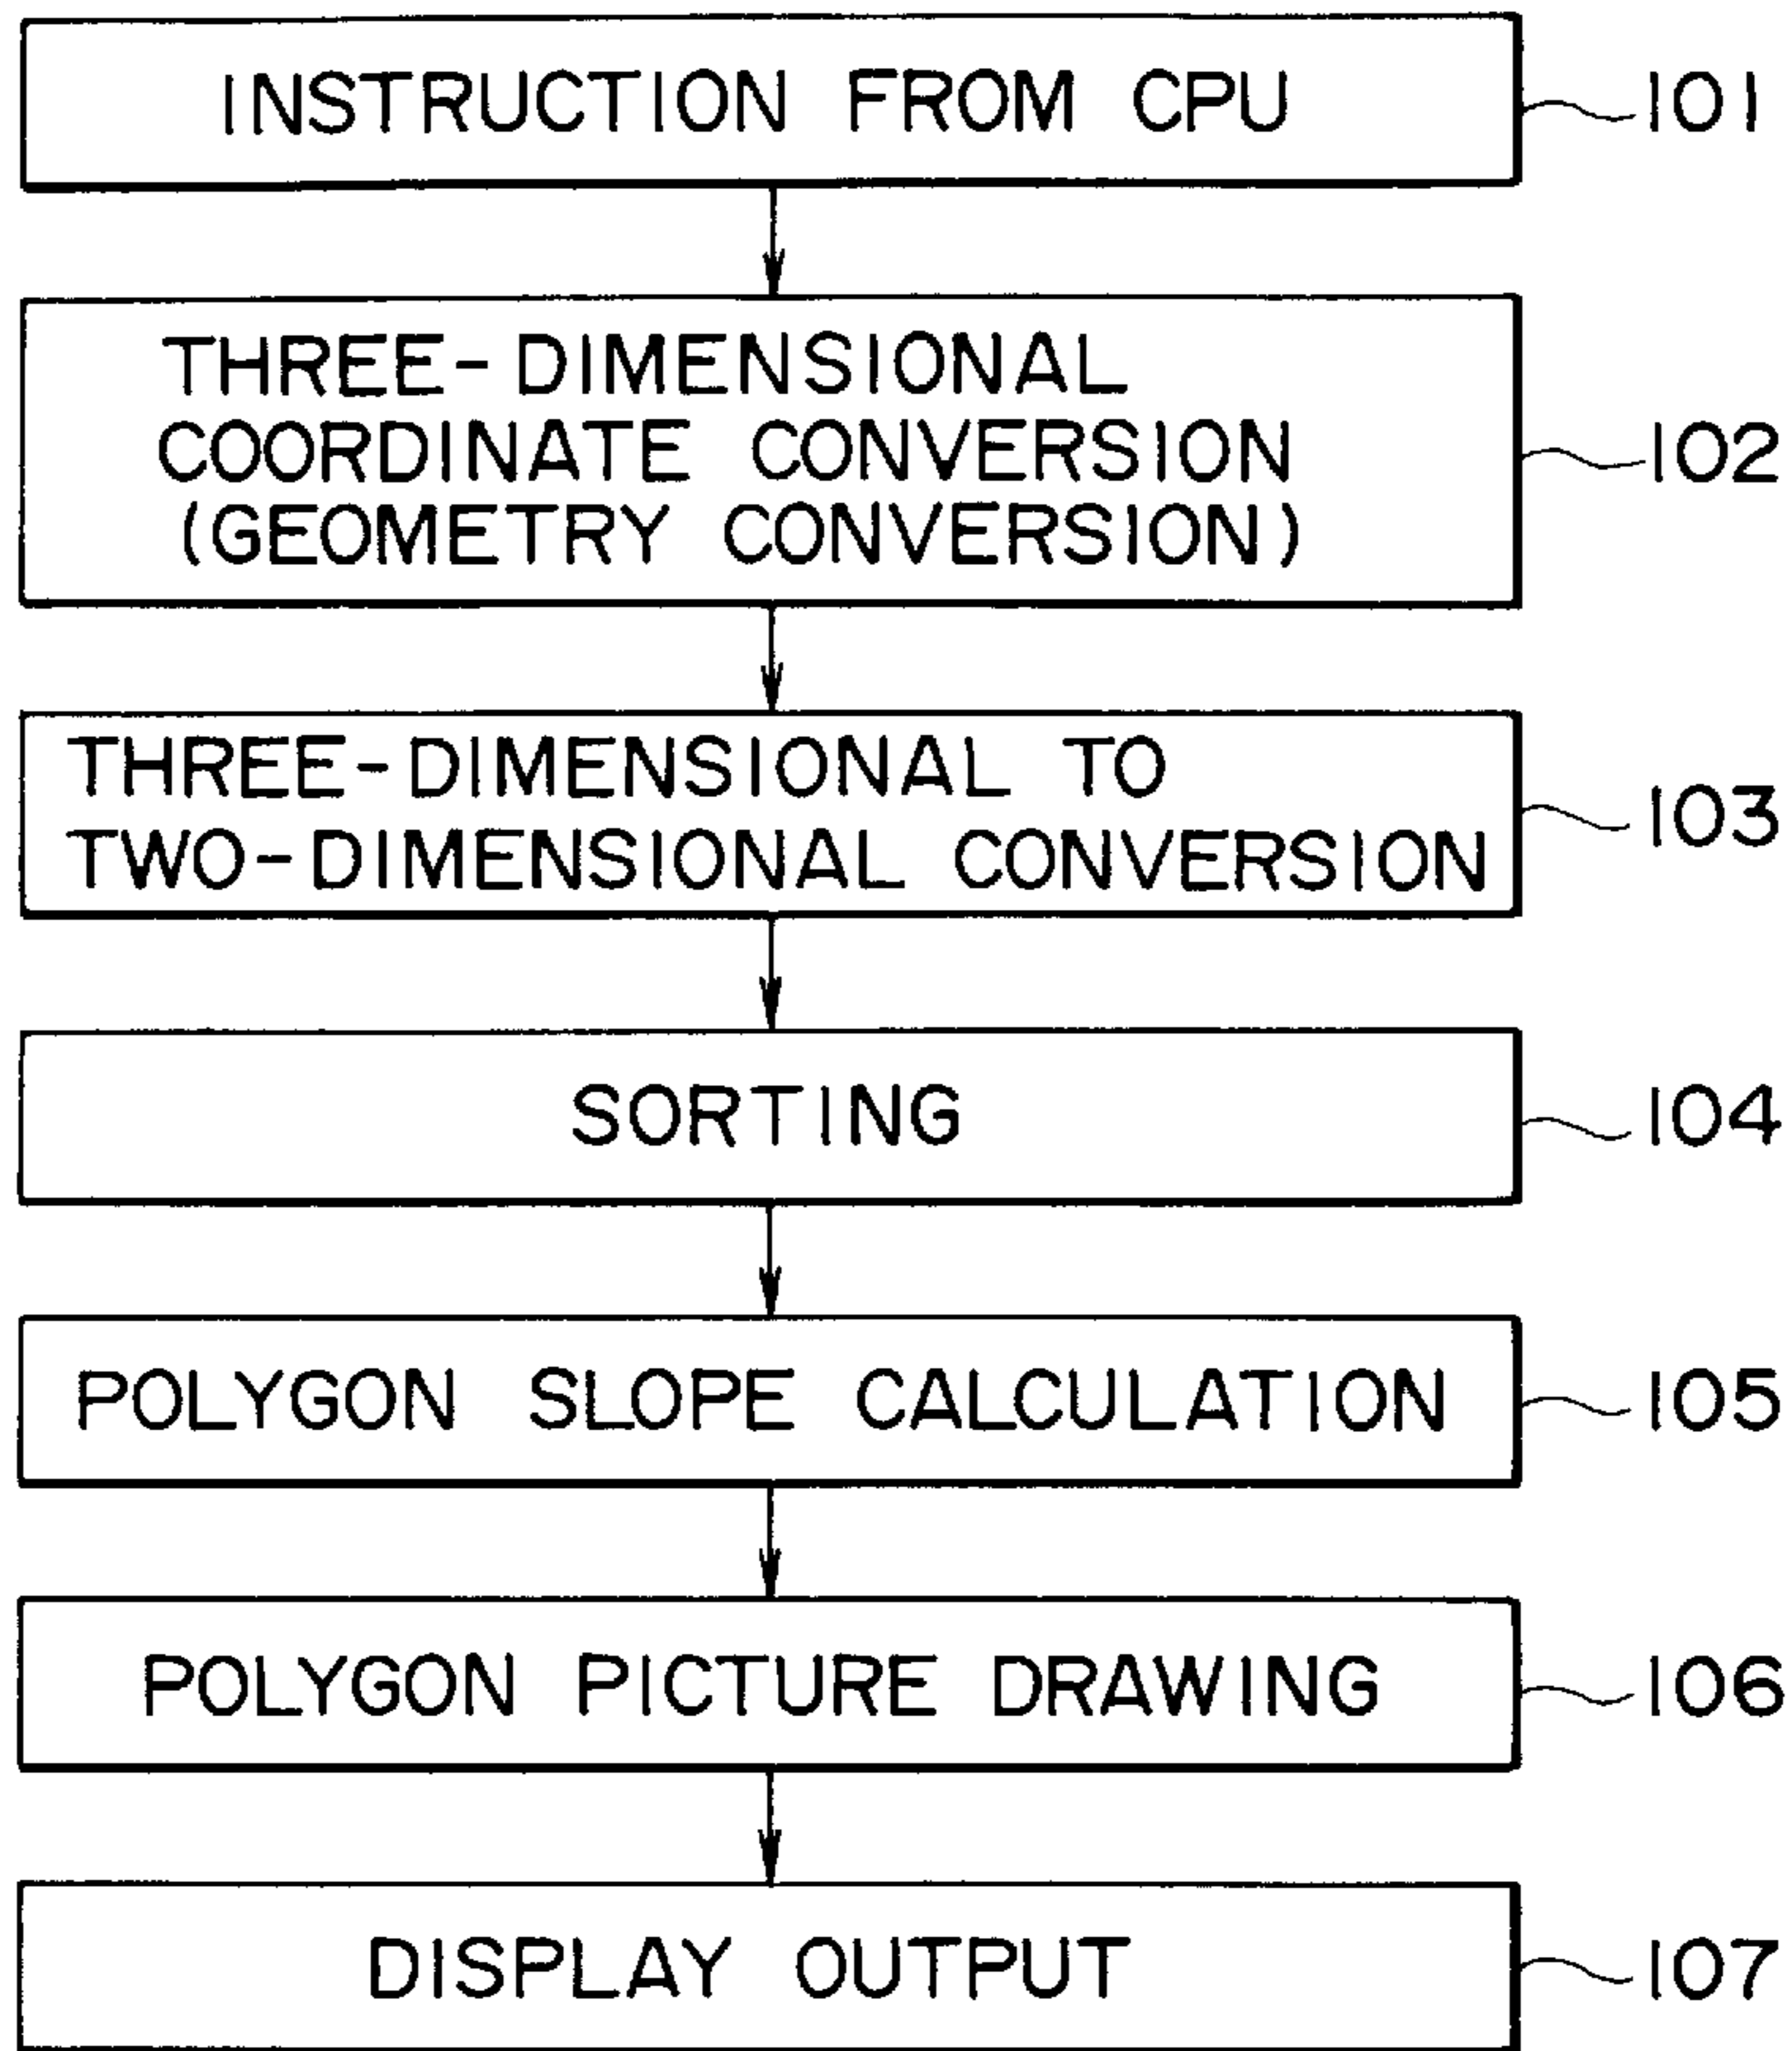 INSTRUCTION FROM CPU
101
THREE-DIMENSIONAL
COORDINATE CONVERSION
(GEOMETRY CONVERSION)
102
THREE-DIMENSIONAL TO
TWO-DIMENSIONAL CONVERSION
103
SORTING
104
POLYGON SLOPE CALCULATION
105
POLYGON PICTURE DRAWING
106
DISPLAY OUTPUT
107